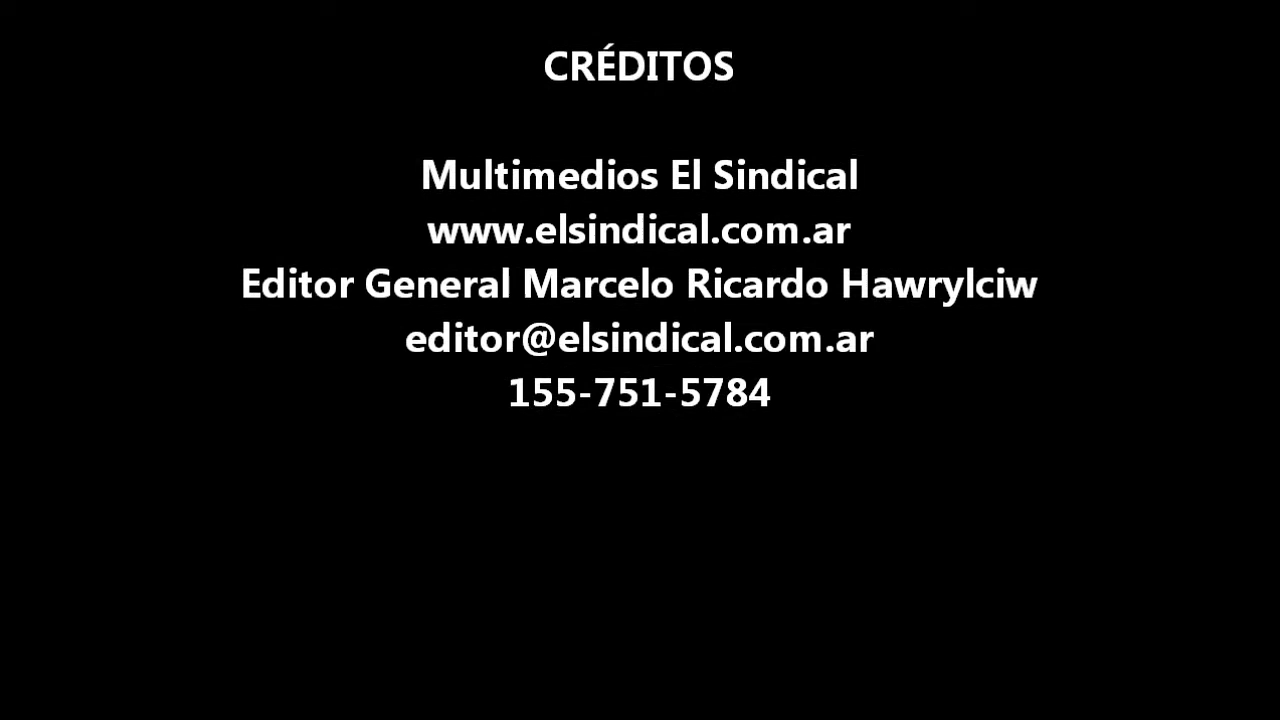 CRÉDITOS
Multimedios El Sindical
www.elsindical.com.ar
Editor General Marcelo Ricardo Hawrylciw
editor@elsindical.com.ar
155-751-5784